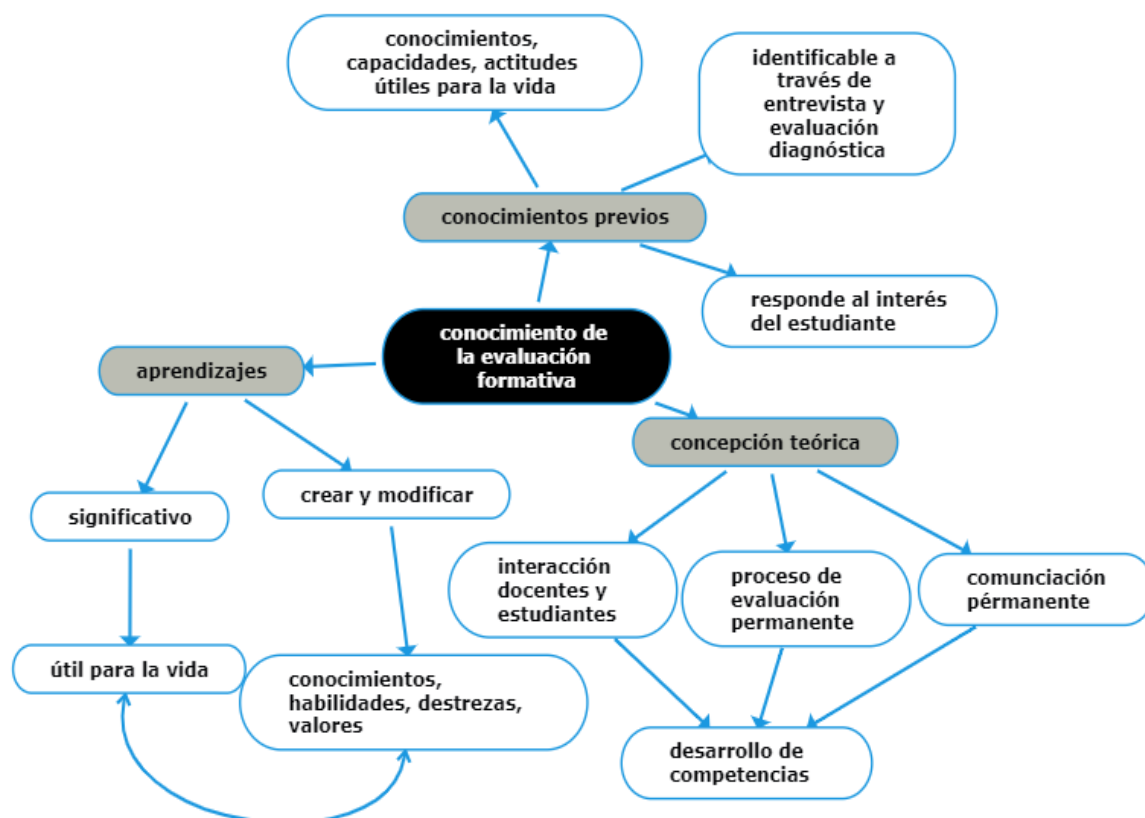 conocimientos,
capacidades, actitudes
útiles para la vida
identificable a
través de
entrevista y
evaluación
diagnóstica
conocimientos previos
responde al interés
del estudiante
conocimiento de
la evaluación
formativa
aprendizajes
concepción teórica
crear y modificar
significativo
interacción
docentes y
estudiantes
proceso de
evaluación
permanente
comunciación
pérmanente
útil para la vida
conocimientos,
habilidades, destrezas,
valores
desarrollo de
competencias